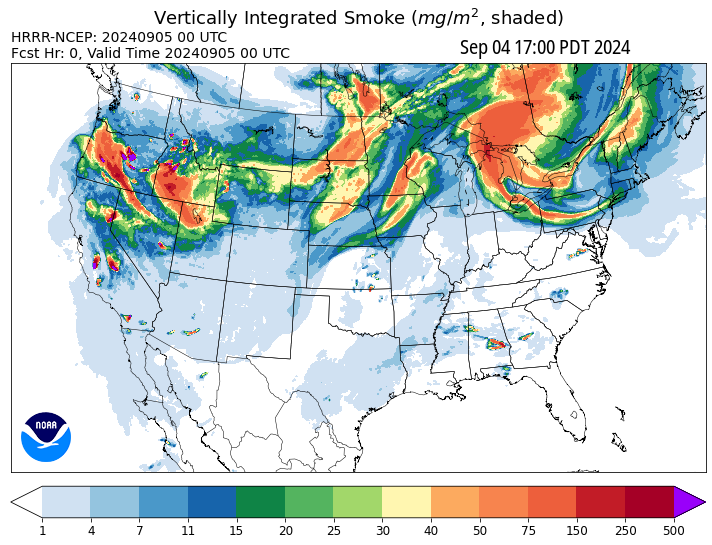 Vertically Integrated Smoke (mg/m², shaded)
HRRR-NCEP: 20240905 00 UTC
Fcst Hr: 0, Valid Time 20240905 00 UTC
Sep 04 17:00 PDT 2024
NOAA
1 4 7 11 15 20 25 30 40 50 75 150 250 500